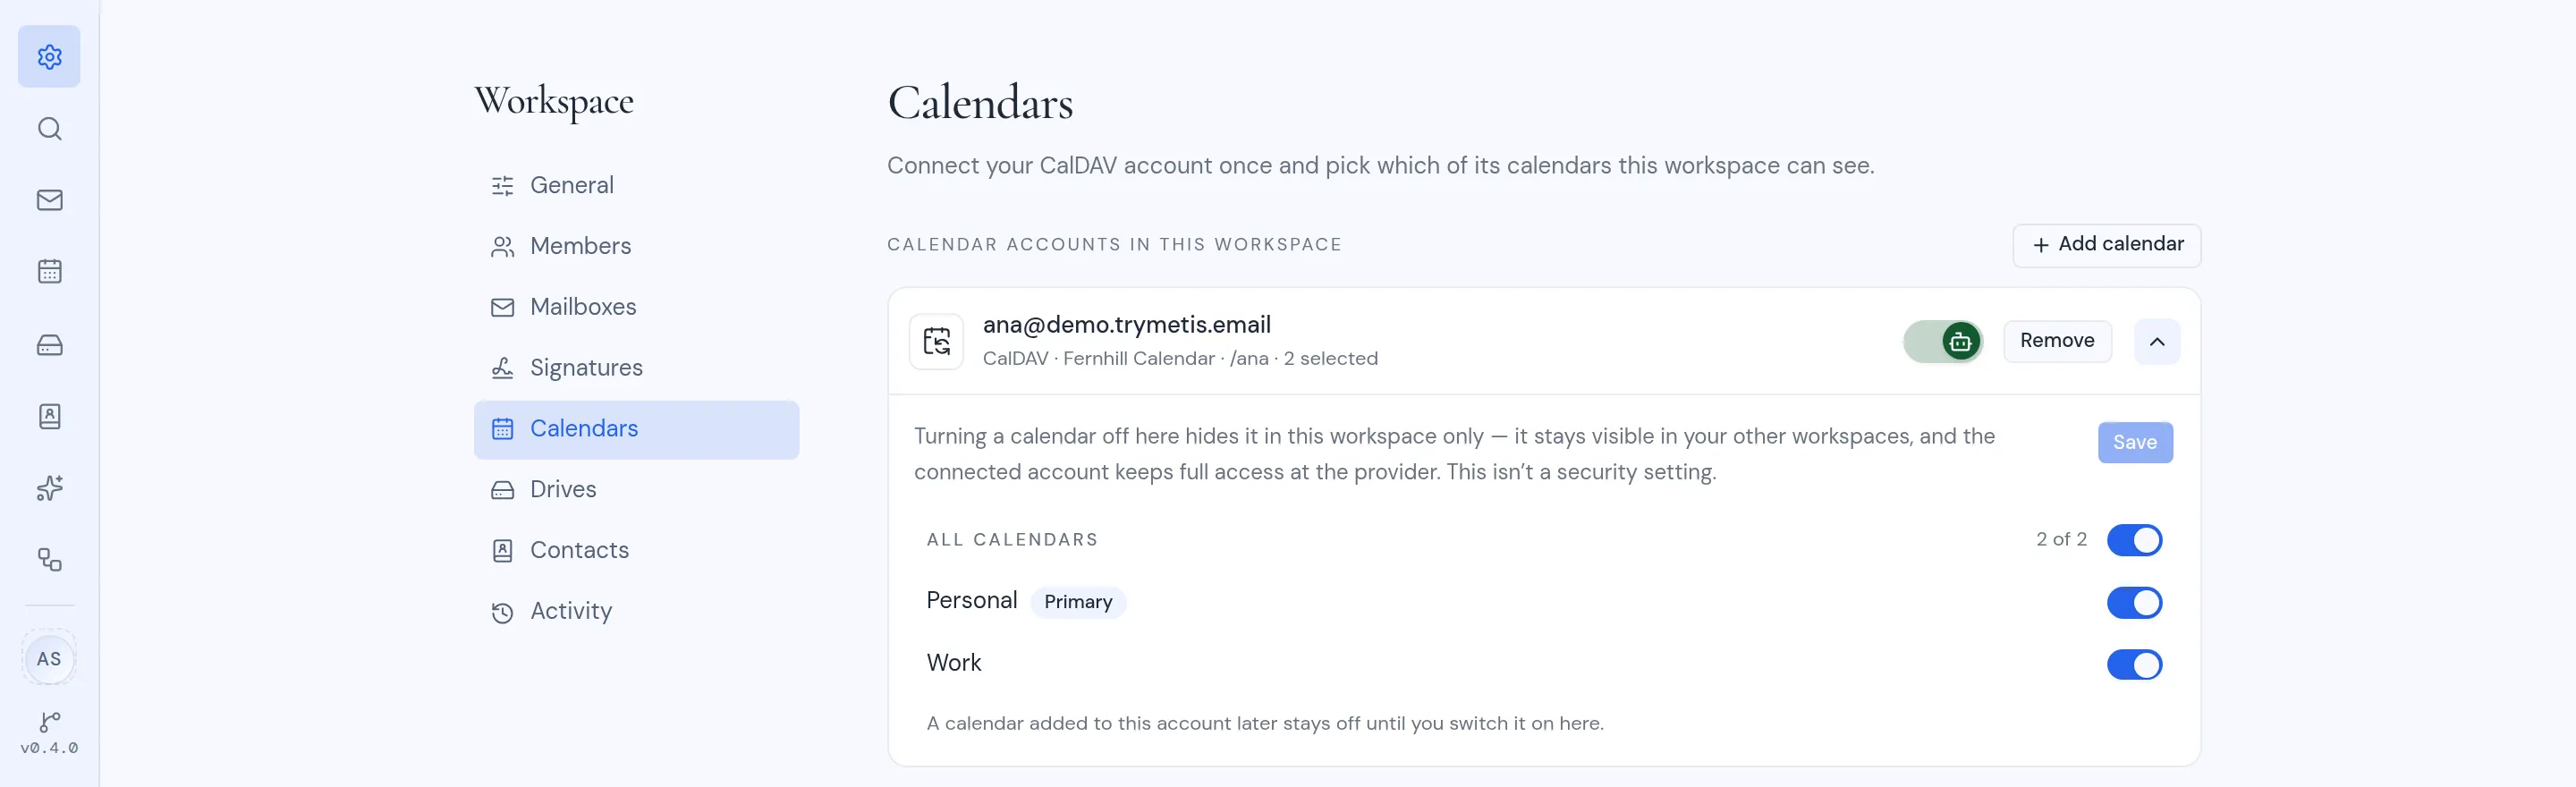 Workspace
General
Members
Mailboxes
Signatures
Calendars
Drives
Contacts
Activity
AS
v0.4.0
Calendars
Connect your CalDAV account once and pick which of its calendars this workspace can see.
CALENDAR ACCOUNTS IN THIS WORKSPACE
+ Add calendar
ana@demo.trymetis.email
CalDAV · Fernhill Calendar · /ana · 2 selected
Remove
Turning a calendar off here hides it in this workspace only — it stays visible in your other workspaces, and the
connected account keeps full access at the provider. This isn’t a security setting.
Save
ALL CALENDARS
2 of 2
Personal Primary
Work
A calendar added to this account later stays off until you switch it on here.